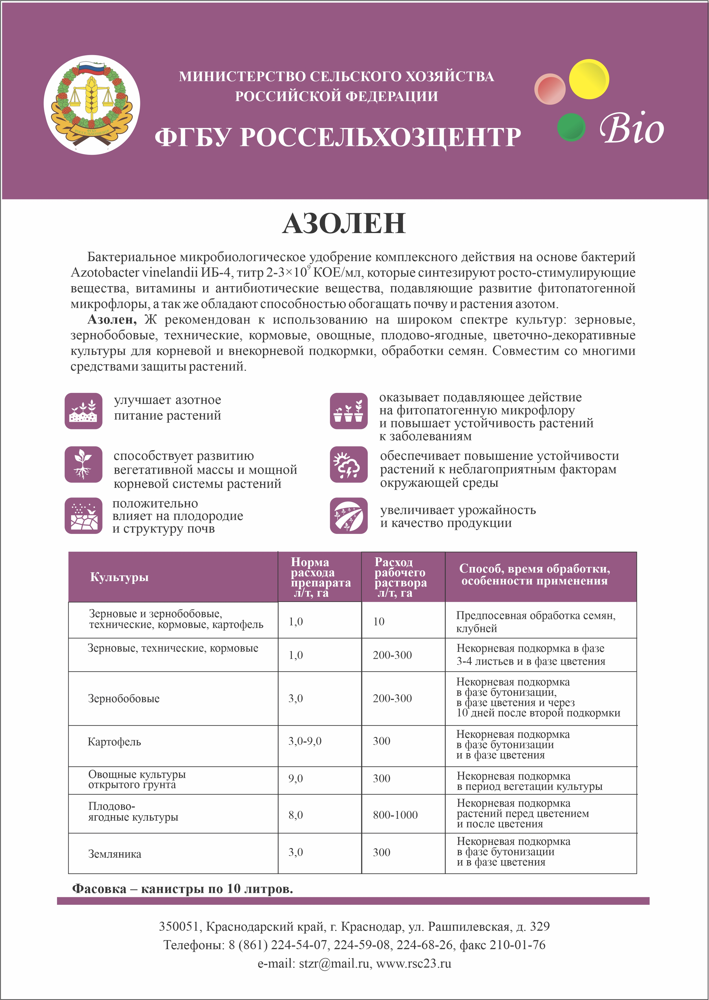 МИНИСТЕРСТВО СЕЛЬСКОГО ХОЗЯЙСТВА
РОССИЙСКОЙ ФЕДЕРАЦИИ
ФГБУ РОССЕЛЬХОЗЦЕНТР
ФГБУ
РОССЕЛЬХОЗЦЕНТР
Bio
АЗОЛЕН
Бактериальное микробиологическое удобрение комплексного действия на основе бактерий
Azotobacter vinelandii ИБ-4, титр 2-3×10⁹ КОЕ/мл, которые синтезируют росто-стимулирующие
вещества, витамины и антибиотические вещества, подавляющие развитие фитопатогенной
микрофлоры, а так же обладают способностью обогащать почву и растения азотом.
Азолен, Ж рекомендован к использованию на широком спектре культур: зерновые,
зернобобовые, технические, кормовые, овощные, плодово-ягодные, цветочно-декоративные
культуры для корневой и внекорневой подкормки, обработки семян. Совместим со многими
средствами защиты растений.
улучшает азотное
питание растений
оказывает подавляющее действие
на фитопатогенную микрофлору
и повышает устойчивость растений
к заболеваниям
способствует развитию
вегетативной массы и мощной
корневой системы растений
обеспечивает повышение устойчивости
растений к неблагоприятным факторам
окружающей среды
положительно
влияет на плодородие
и структуру почв
увеличивает урожайность
и качество продукции
Культуры
Норма
расхода
препарата
л/т, га
Расход
рабочего
раствора
л/т, га
Способ, время обработки,
особенности применения
Зерновые и зернобобовые,
технические, кормовые, картофель
1,0
10
Предпосевная обработка семян,
клубней
Зерновые, технические, кормовые
1,0
200-300
Некорневая подкормка в фазе
3-4 листьев и в фазе цветения
Зернобобовые
3,0
200-300
Некорневая подкормка
в фазе бутонизации,
в фазе цветения и через
10 дней после второй подкормки
Картофель
3,0-9,0
300
Некорневая подкормка
в фазе бутонизации
и в фазе цветения
Овощные культуры
открытого грунта
9,0
300
Некорневая подкормка
в период вегетации культуры
Плодово-
ягодные культуры
8,0
800-1000
Некорневая подкормка
растений перед цветением
и после цветения
Земляника
3,0
300
Некорневая подкормка
в фазе бутонизации
и в фазе цветения
Фасовка – канистры по 10 литров.
350051, Краснодарский край, г. Краснодар, ул. Рашпилевская, д. 329
Телефоны: 8 (861) 224-54-07, 224-59-08, 224-68-26, факс 210-01-76
e-mail: stzr@mail.ru, www.rsc23.ru